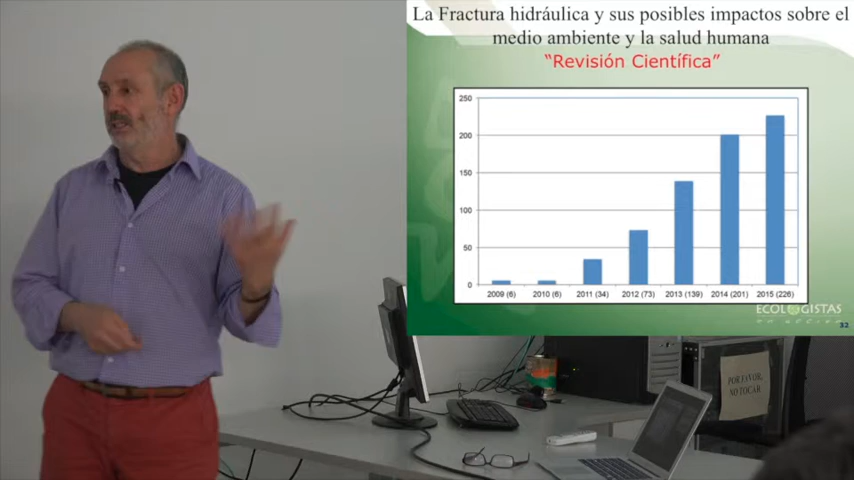 La Fractura hidráulica y sus posibles impactos sobre el
medio ambiente y la salud humana
“Revisión Científica”
250
200
150
100
50
0
2009 (6) 2010 (6) 2011 (34) 2012 (73) 2013 (139) 2014 (201) 2015 (226)
ECOLOGISTAS
en acción
32
POR FAVOR,
NO TOCAR